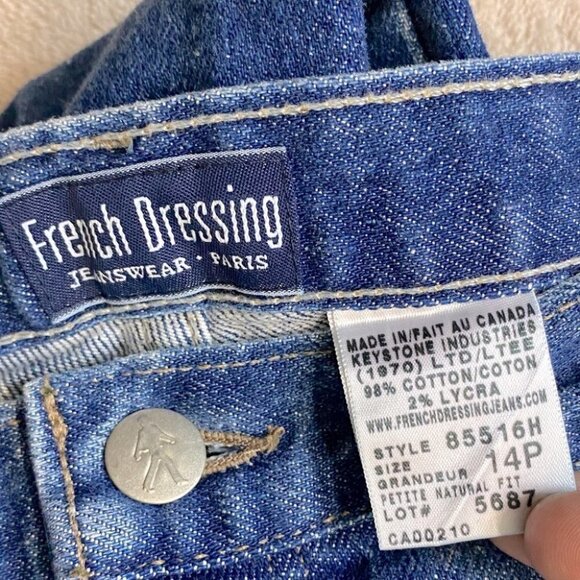 French Dressing
JEANSWEAR · PARIS
MADE IN/FAIT AU CANADA
KEYSTONE INDUSTRIES
(1970) LTD/LTEE
98% COTTON/COTON
2% LYCRA
WWW.FRENCHDRESSINGJEANS.COM
STYLE 85516H
SIZE
GRANDEUR 14P
PETITE NATURAL FIT
LOT# 5687
CA00210